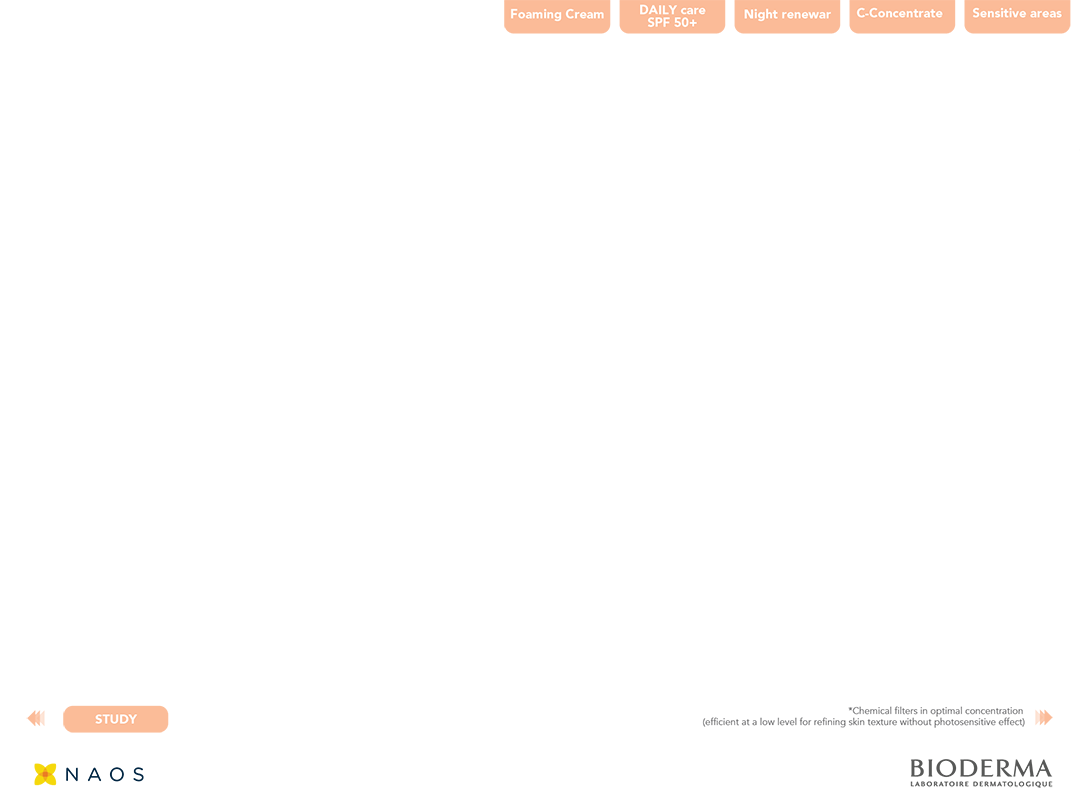 Foaming Cream
DAILY care
SPF 50+
Night renewar
C-Concentrate
Sensitive areas
STUDY
*Chemical filters in optimal concentration
(efficient at a low level for refining skin texture without photosensitive effect)
NAOS
BIODERMA
LABORATOIRE DERMATOLOGIQUE